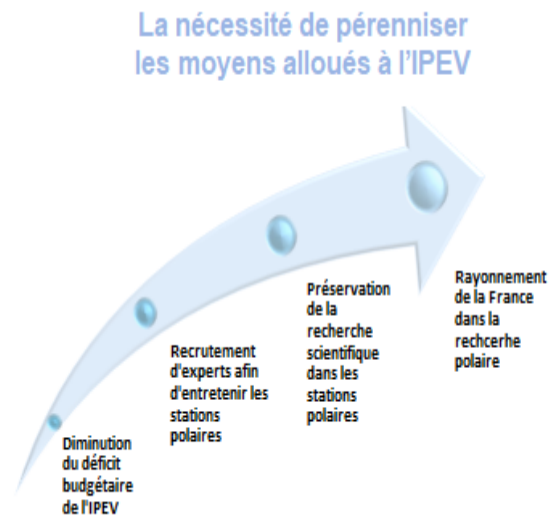 La nécessité de pérenniser
les moyens alloués à l'IPEV
Diminution
du déficit
budgétaire
de l'IPEV
Recrutement
d'experts afin
d'entretenir les
stations
polaires
Préservation
de la
recherche
scientifique
dans les
stations
polaires
Rayonnement
de la France
dans la
rechcerhe
polaire